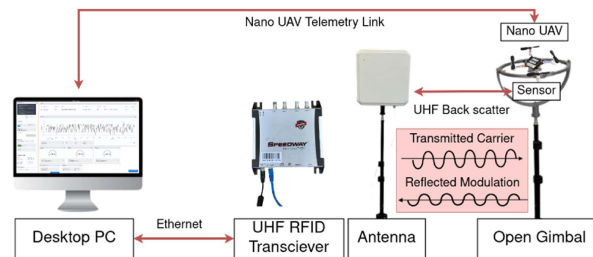 Nano UAV Telemetry Link
Nano UAV
Sensor
UHF Back scatter
SPEEDWAY
Transmitted Carrier
Reflected Modulation
Ethernet
Desktop PC
UHF RFID
Transciever
Antenna
Open Gimbal